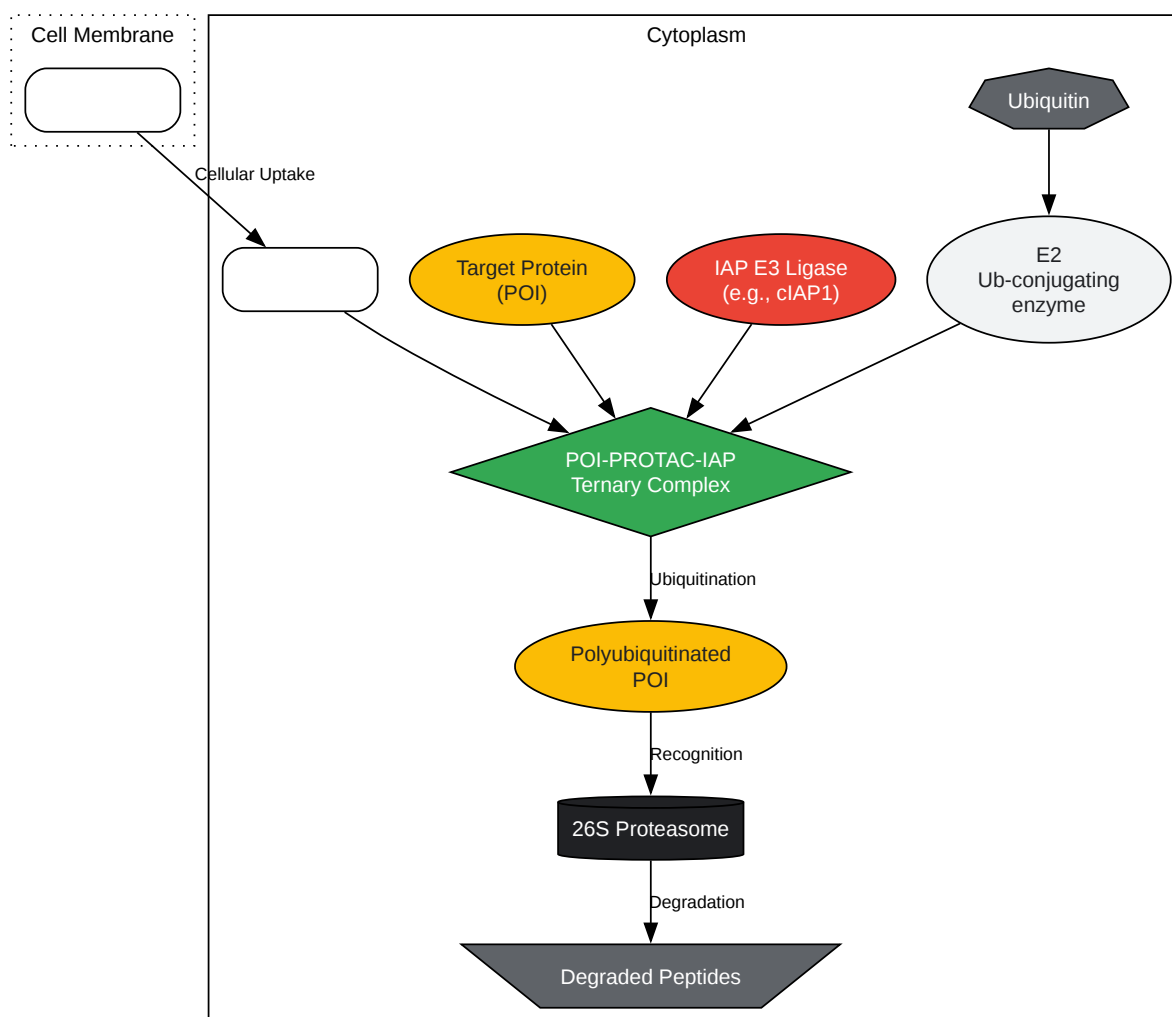 Cell Membrane
Cytoplasm
Ubiquitin
Cellular Uptake
Target Protein
(POI)
IAP E3 Ligase
(e.g., cIAP1)
E2
Ub-conjugating
enzyme
POI-PROTAC-IAP
Ternary Complex
Ubiquitination
Polyubiquitinated
POI
Recognition
26S Proteasome
Degradation
Degraded Peptides